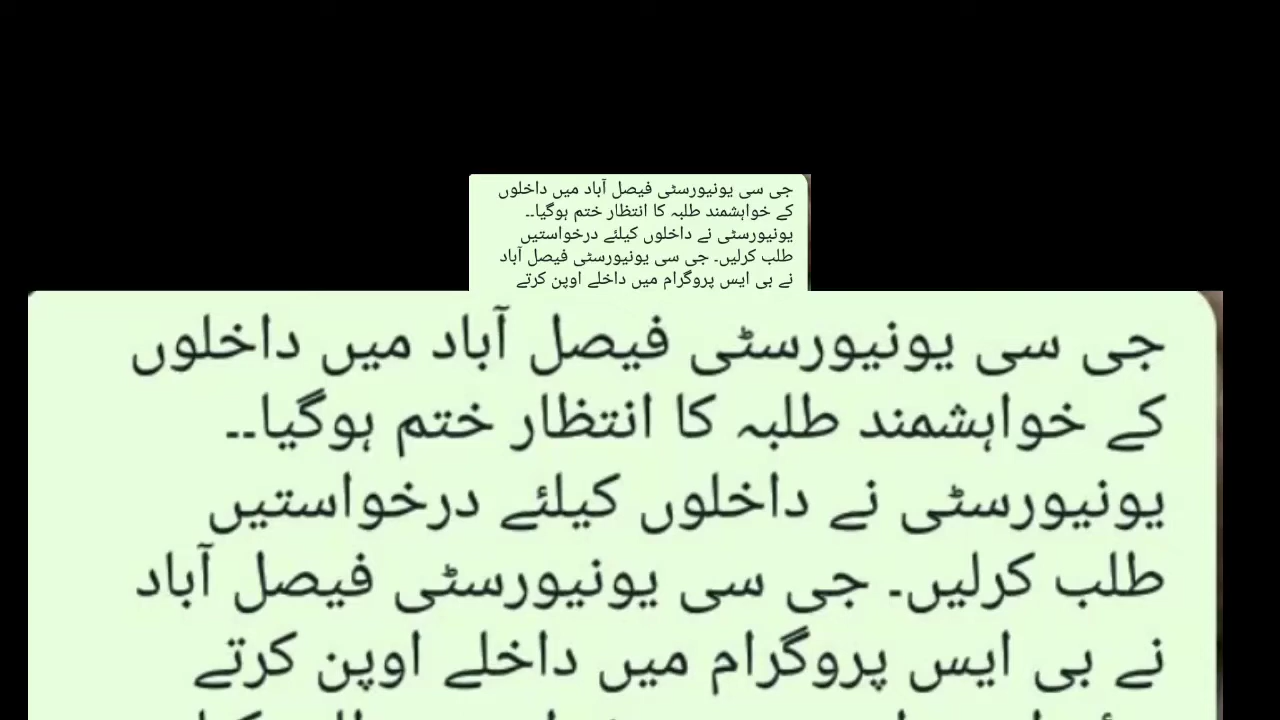 جی سی یونیورسٹی فیصل آباد میں داخلوں
کے خواہشمند طلبہ کا انتظار ختم ہوگیا۔۔
یونیورسٹی نے داخلوں کیلئے درخواستیں
طلب کرلیں۔ جی سی یونیورسٹی فیصل آباد
نے بی ایس پروگرام میں داخلے اوپن کرتے
جی سی یونیورسٹی فیصل آباد میں داخلوں
کے خواہشمند طلبہ کا انتظار ختم ہوگیا۔۔
یونیورسٹی نے داخلوں کیلئے درخواستیں
طلب کرلیں۔ جی سی یونیورسٹی فیصل آباد
نے بی ایس پروگرام میں داخلے اوپن کرتے